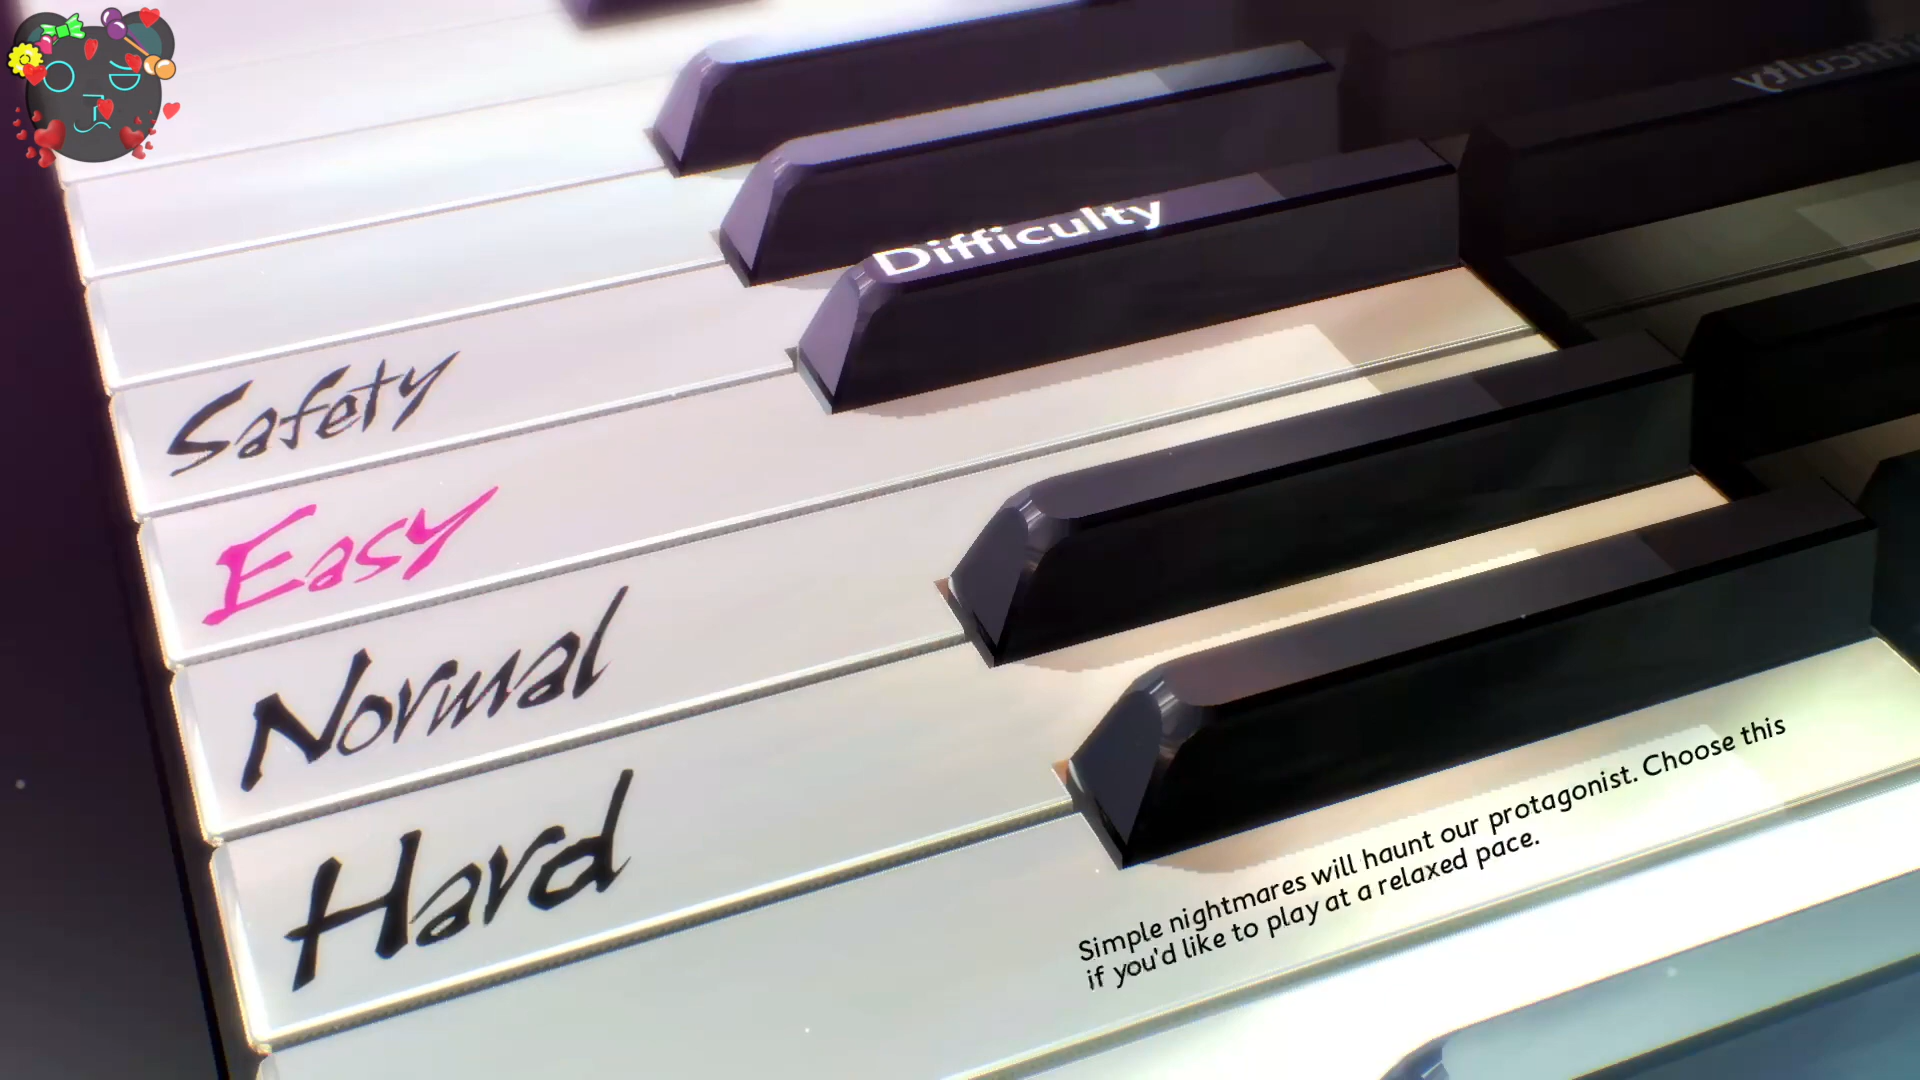 Difficulty
Difficulty
Safety
Easy
Normal
Hard
Simple nightmares will haunt our protagonist. Choose this
if you'd like to play at a relaxed pace.